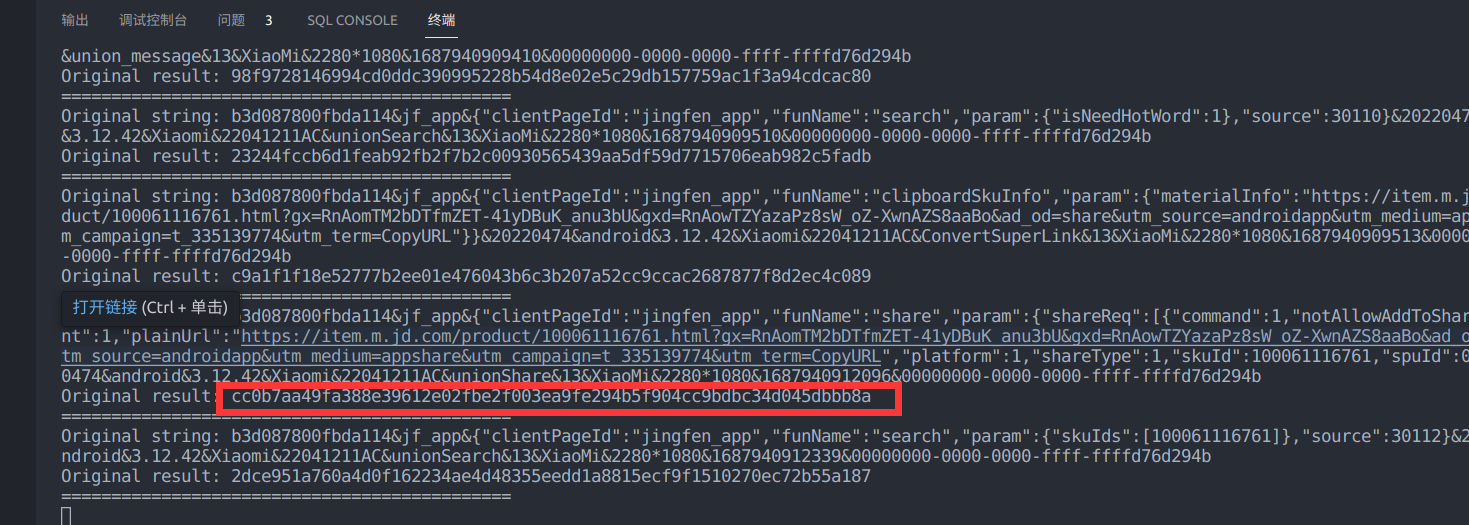 输出 调试控制台 问题 3 SQL CONSOLE 终端
&union_message&13&XiaoMi&2280*1080&1687940909410&00000000-0000-0000-ffff-ffffd76d294b
Original result: 98f9728146994cd0ddc390995228b54d8e02e5c29db157759ac1f3a94cdcac80
=============================================
Original string: b3d087800fbda114&jf_app&{"clientPageId":"jingfen_app","funName":"search","param":{"isNeedHotWord":1},"source":30110}&2022047
&3.12.42&Xiaomi&22041211AC&unionSearch&13&XiaoMi&2280*1080&1687940909510&00000000-0000-0000-ffff-ffffd76d294b
Original result: 23244fccb6d1feab92fb2f7b2c00930565439aa5df59d7715706eab982c5fadb
=============================================
Original string: b3d087800fbda114&jf_app&{"clientPageId":"jingfen_app","funName":"clipboardSkuInfo","param":{"materialInfo":"https://item.m.j
duct/100061116761.html?gx=RnAomTM2bDTfmZET-41yDBuK_anu3bU&gxd=RnAowTZYazaPz8sW_oZ-XwnAZS8aaBo&ad_od=share&utm_source=androidapp&utm_medium=ap
m_campaign=t_335139774&utm_term=CopyURL"}}&20220474&android&3.12.42&Xiaomi&22041211AC&ConvertSuperLink&13&XiaoMi&2280*1080&1687940909513&0000
-0000-ffff-ffffd76d294b
Original result: c9a1f1f18e52777b2ee01e476043b6c3b207a52cc9ccac2687877f8d2ec4c089
============================
打开链接 (Ctrl + 单击)
3d087800fbda114&jf_app&{"clientPageId":"jingfen_app","funName":"share","param":{"shareReq":[{"command":1,"notAllowAddToShar
nt":1,"plainUrl":"https://item.m.jd.com/product/100061116761.html?gx=RnAomTM2bDTfmZET-41yDBuK_anu3bU&gxd=RnAowTZYazaPz8sW_oZ-XwnAZS8aaBo&ad_o
tm_source=androidapp&utm_medium=appshare&utm_campaign=t_335139774&utm_term=CopyURL","platform":1,"shareType":1,"skuId":100061116761,"spuId":0
0474&android&3.12.42&Xiaomi&22041211AC&unionShare&13&XiaoMi&2280*1080&1687940912096&00000000-0000-0000-ffff-ffffd76d294b
Original result: cc0b7aa49fa388e39612e02fbe2f003ea9fe294b5f904cc9bdbc34d045dbbb8a
=============================================
Original string: b3d087800fbda114&jf_app&{"clientPageId":"jingfen_app","funName":"search","param":{"skuIds":[100061116761]},"source":30112}&2
ndroid&3.12.42&Xiaomi&22041211AC&unionSearch&13&XiaoMi&2280*1080&1687940912339&00000000-0000-0000-ffff-ffffd76d294b
Original result: 2dce951a760a4d0f162234ae4d48355eedd1a8815ecf9f1510270ec72b55a187
=============================================